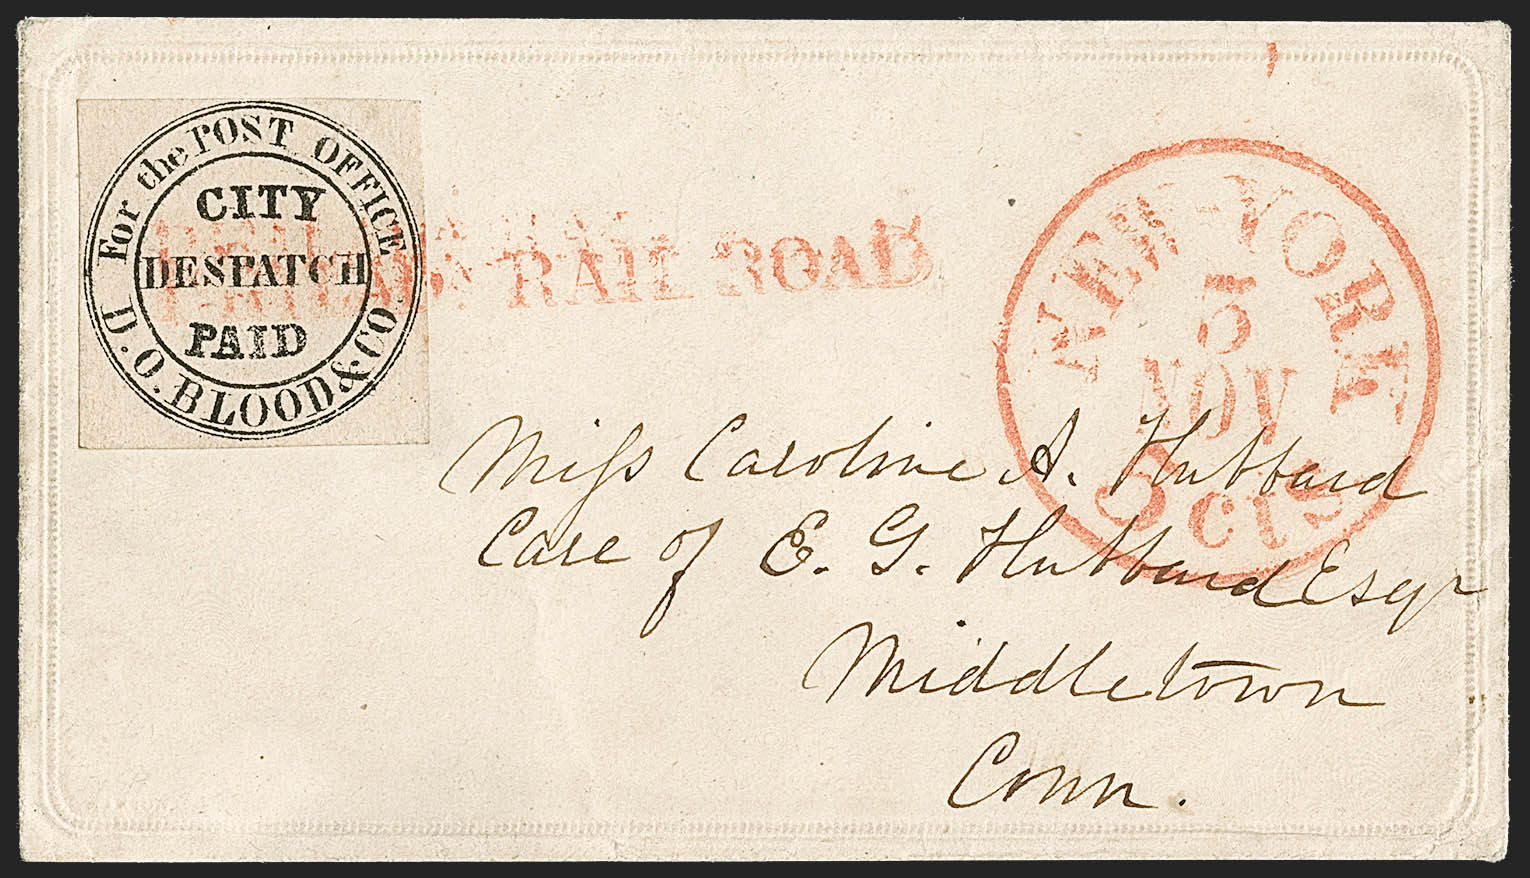 For the POST OFFICE
CITY
DESPATCH
PAID
D.O. BLOOD & CO
RAIL ROAD
NEW-YORK
5
NOV
5 cts
Miss Caroline A. Hubbard
Care of E. G. Hubbard Esqr
Middletown
Conn.